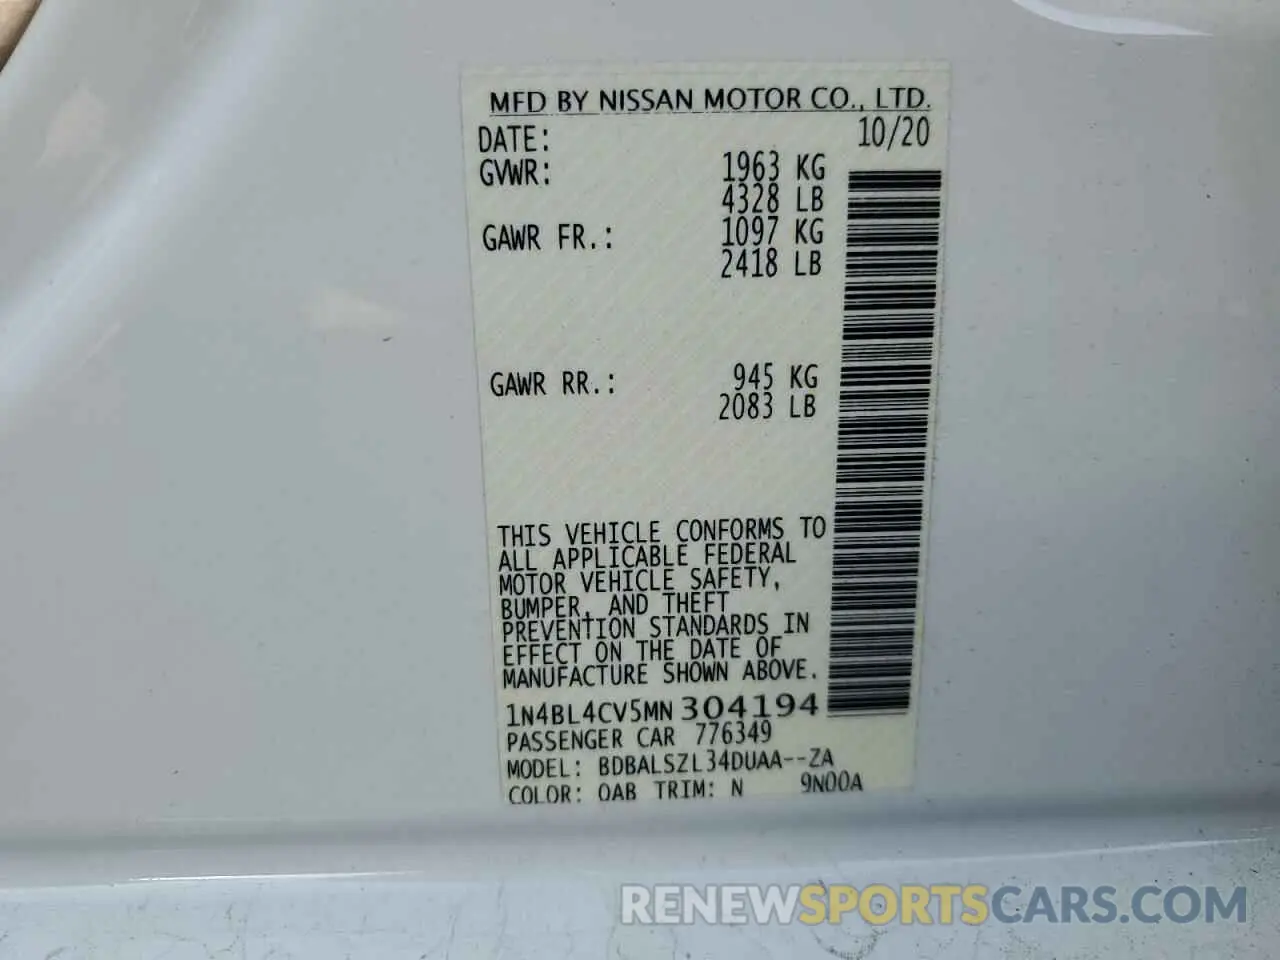 MFD BY NISSAN MOTOR CO., LTD.
DATE: 10/20
GVWR: 1963 KG
4328 LB
GAWR FR.: 1097 KG
2418 LB
GAWR RR.: 945 KG
2083 LB
THIS VEHICLE CONFORMS TO
ALL APPLICABLE FEDERAL
MOTOR VEHICLE SAFETY,
BUMPER, AND THEFT
PREVENTION STANDARDS IN
EFFECT ON THE DATE OF
MANUFACTURE SHOWN ABOVE.
1N4BL4CV5MN304194
PASSENGER CAR 776349
MODEL: BDBALSZL34DUAA--ZA
COLOR: QAB TRIM: N 9N00A
RENEWSPORTSCARS.COM